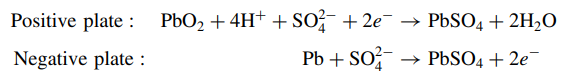 Positive plate : PbO₂ + 4H⁺ + SO₄²⁻ + 2e⁻ → PbSO₄ + 2H₂O
Negative plate : Pb + SO₄²⁻ → PbSO₄ + 2e⁻